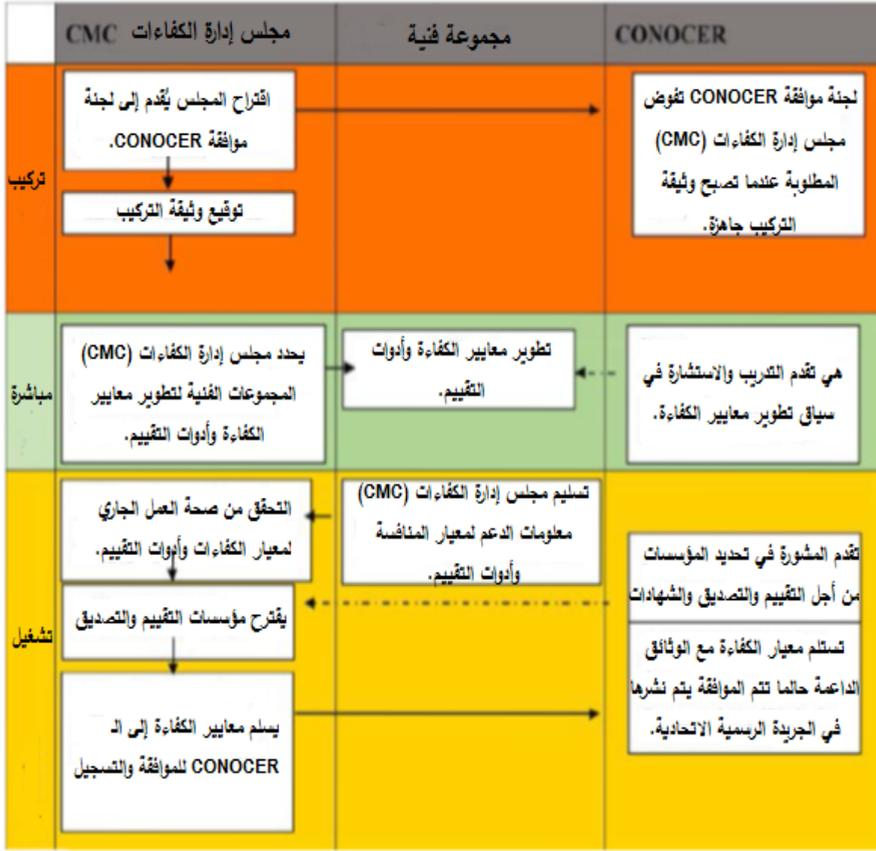 مجلس إدارة الكفاءات CMC
مجموعة فنية
CONOCER
تركيب
اقتراح المجلس يُقدم إلى لجنة
موافقة CONOCER.
توقيع وثيقة التركيب
لجنة موافقة CONOCER تفوض
مجلس إدارة الكفاءات (CMC)
المطلوبة عندما تصبح وثيقة
التركيب جاهزة.
مباشرة
يحدد مجلس إدارة الكفاءات (CMC)
المجموعات الفنية لتطوير معايير
الكفاءة وأدوات التقييم.
تطوير معايير الكفاءة وأدوات
التقييم.
هي تقدم التدريب والاستشارة في
سياق تطوير معايير الكفاءة.
تشغيل
التحقق من صحة العمل الجاري
لمعيار الكفاءات وأدوات التقييم.
يقترح مؤسسات التقييم والتصديق
يسلم معايير الكفاءة إلى الـ
CONOCER للموافقة والتسجيل
تسليم مجلس إدارة الكفاءات (CMC)
معلومات الدعم لمعيار المنافسة
وأدوات التقييم.
تقدم المشورة في تحديد المؤسسات
من أجل التقييم والتصديق والشهادات
تستلم معيار الكفاءة مع الوثائق
الداعمة حالما تتم الموافقة يتم نشرها
في الجريدة الرسمية الاتحادية.